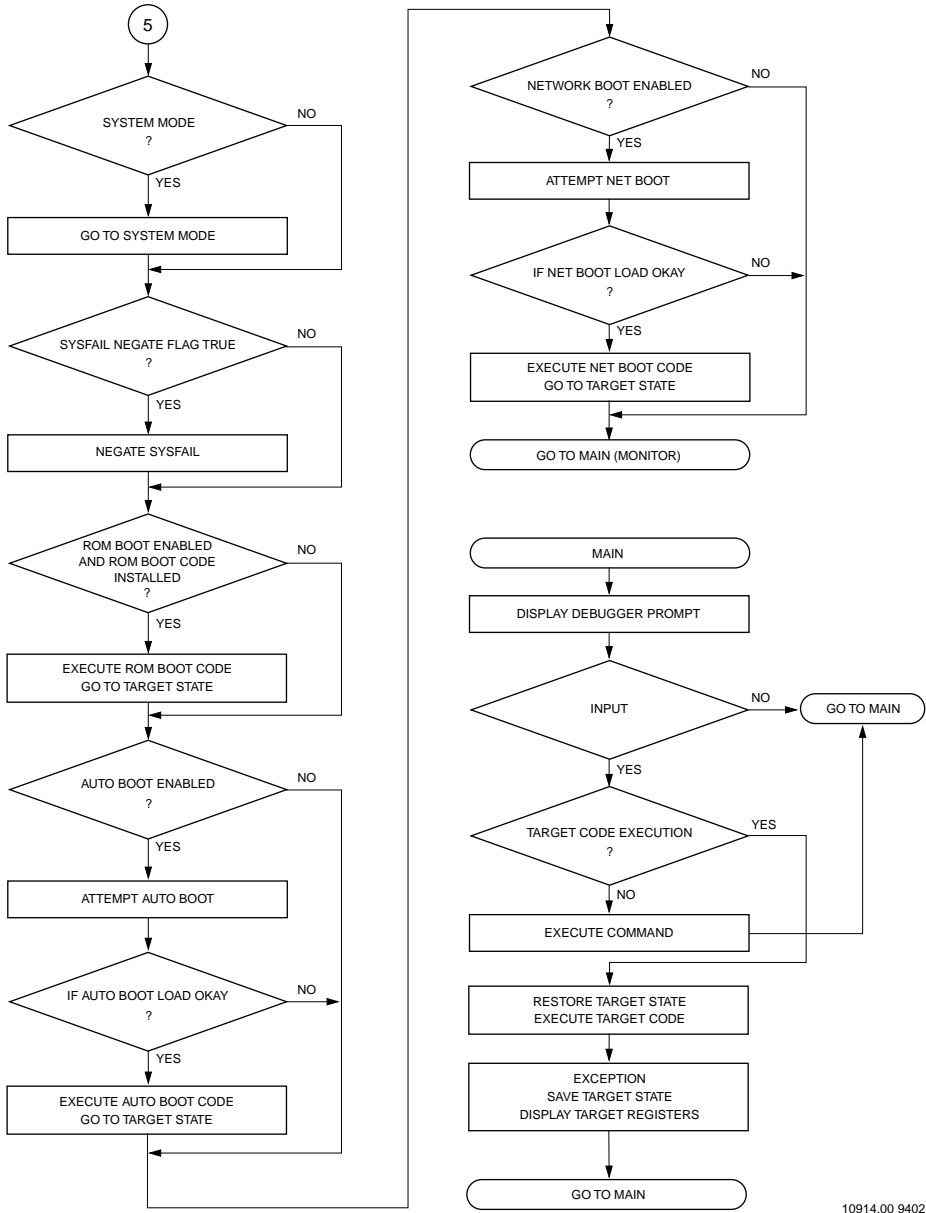 5
SYSTEM MODE
?
NO
YES
GO TO SYSTEM MODE
SYSFAIL NEGATE FLAG TRUE
?
NO
YES
NEGATE SYSFAIL
ROM BOOT ENABLED
AND ROM BOOT CODE
INSTALLED
?
NO
YES
EXECUTE ROM BOOT CODE
GO TO TARGET STATE
AUTO BOOT ENABLED
?
NO
YES
ATTEMPT AUTO BOOT
IF AUTO BOOT LOAD OKAY
?
NO
YES
EXECUTE AUTO BOOT CODE
GO TO TARGET STATE
NETWORK BOOT ENABLED
?
NO
YES
ATTEMPT NET BOOT
IF NET BOOT LOAD OKAY
?
NO
YES
EXECUTE NET BOOT CODE
GO TO TARGET STATE
GO TO MAIN (MONITOR)
MAIN
DISPLAY DEBUGGER PROMPT
INPUT
NO
GO TO MAIN
YES
TARGET CODE EXECUTION
?
YES
NO
EXECUTE COMMAND
RESTORE TARGET STATE
EXECUTE TARGET CODE
EXCEPTION
SAVE TARGET STATE
DISPLAY TARGET REGISTERS
GO TO MAIN
10914.00 9402